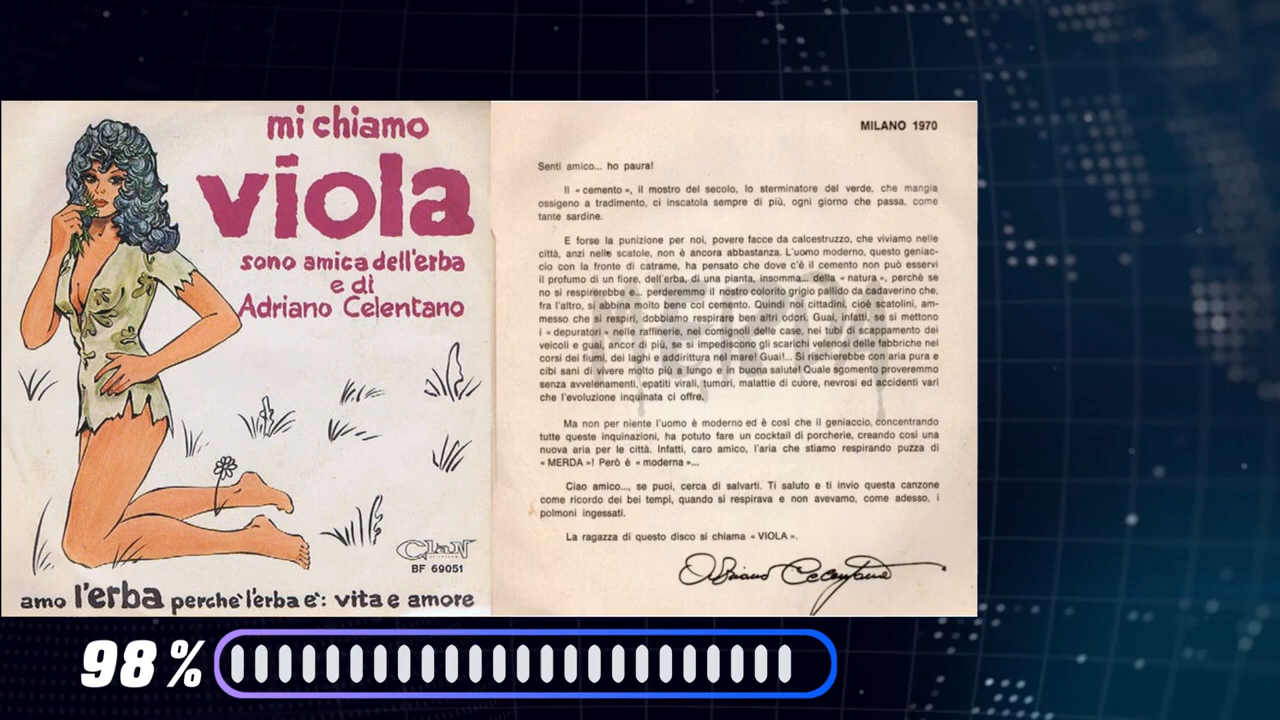 mi chiamo
viola
sono amica dell'erba
e di
Adriano Celentano
Clan
BF 69051
amo l'erba perchè l'erba è: vita e amore
MILANO 1970
Senti amico... ho paura!
Il « cemento », il mostro del secolo, lo sterminatore del verde, che mangia
ossigeno a tradimento, ci inscatola sempre di più, ogni giorno che passa, come
tante sardine.
E forse la punizione per noi, povere facce da calcestruzzo, che viviamo nelle
città, anzi nelle scatole, non è ancora abbastanza. L'uomo moderno, questo geniac-
cio con la fronte di catrame, ha pensato che dove c'è il cemento non può esservi
il profumo di un fiore, dell'erba, di una pianta, insomma... della « natura », perchè se
no si respirerebbe e... perderemmo il nostro colorito grigio pallido da cadaverino che,
fra l'altro, si abbina molto bene col cemento. Quindi noi cittadini, cioè scatolini, am-
messo che si respiri, dobbiamo respirare ben altri odori. Guai, infatti, se si mettono
i « depuratori » nelle raffinerie, nei comignoli delle case, nei tubi di scappamento dei
veicoli e guai, ancor di più, se si impediscono gli scarichi velenosi delle fabbriche nei
corsi dei fiumi, dei laghi e addirittura nel mare! Guai!... Si rischierebbe con aria pura e
cibi sani di vivere molto più a lungo e in buona salute! Quale sgomento proveremmo
senza avvelenamenti, epatiti virali, tumori, malattie di cuore, nevrosi ed accidenti vari
che l'evoluzione inquinata ci offre.
Ma non per niente l'uomo è moderno ed è così che il geniaccio, concentrando
tutte queste inquinazioni, ha potuto fare un cocktail di porcherie, creando così una
nuova aria per le città. Infatti, caro amico, l'aria che stiamo respirando puzza di
« MERDA »! Però è « moderna »...
Ciao amico..., se puoi, cerca di salvarti. Ti saluto e ti invio questa canzone
come ricordo dei bei tempi, quando si respirava e non avevamo, come adesso, i
polmoni ingessati.
La ragazza di questo disco si chiama « VIOLA ».
Adriano Celentano
98%